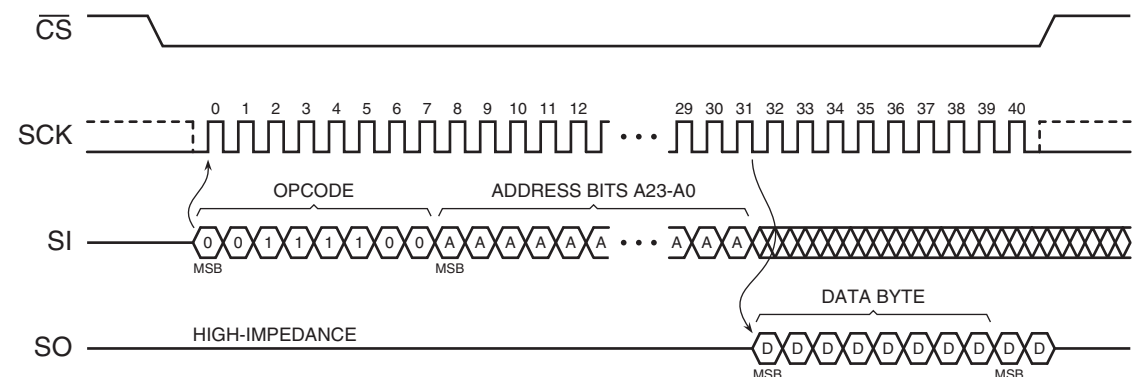 CS
0 1 2 3 4 5 6 7 8 9 10 11 12 29 30 31 32 33 34 35 36 37 38 39 40
SCK
OPCODE ADDRESS BITS A23-A0
SI 0 0 1 1 1 1 0 0 A A A A A A A A A
MSB MSB
DATA BYTE
HIGH-IMPEDANCE
SO D D D D D D D D D D
MSB MSB